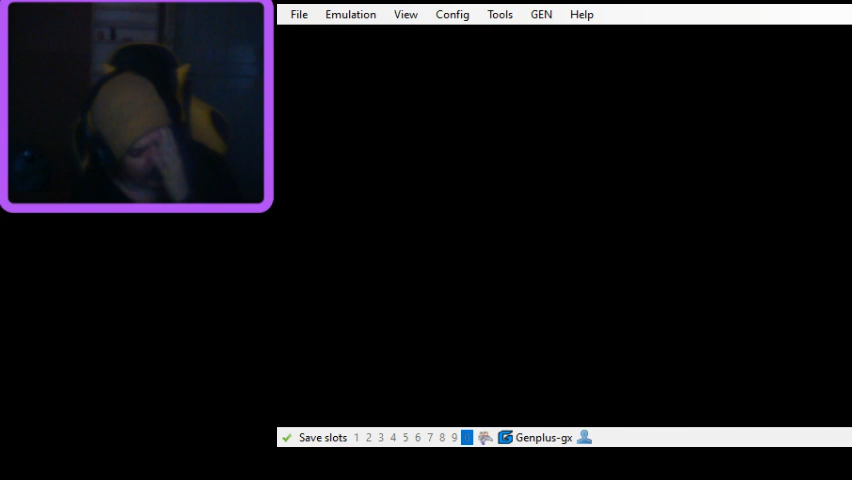 File Emulation View Config Tools GEN Help
Save slots 1 2 3 4 5 6 7 8 9 Genplus-gx